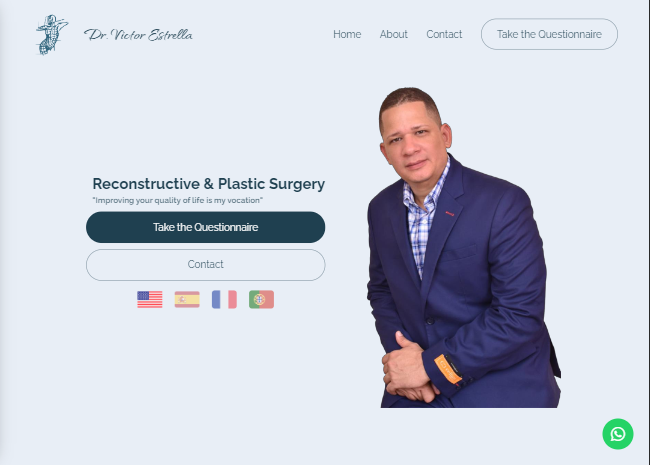 Dr. Victor Estrella
Home
About
Contact
Take the Questionnaire
Reconstructive & Plastic Surgery
"Improving your quality of life is my vocation"
Take the Questionnaire
Contact